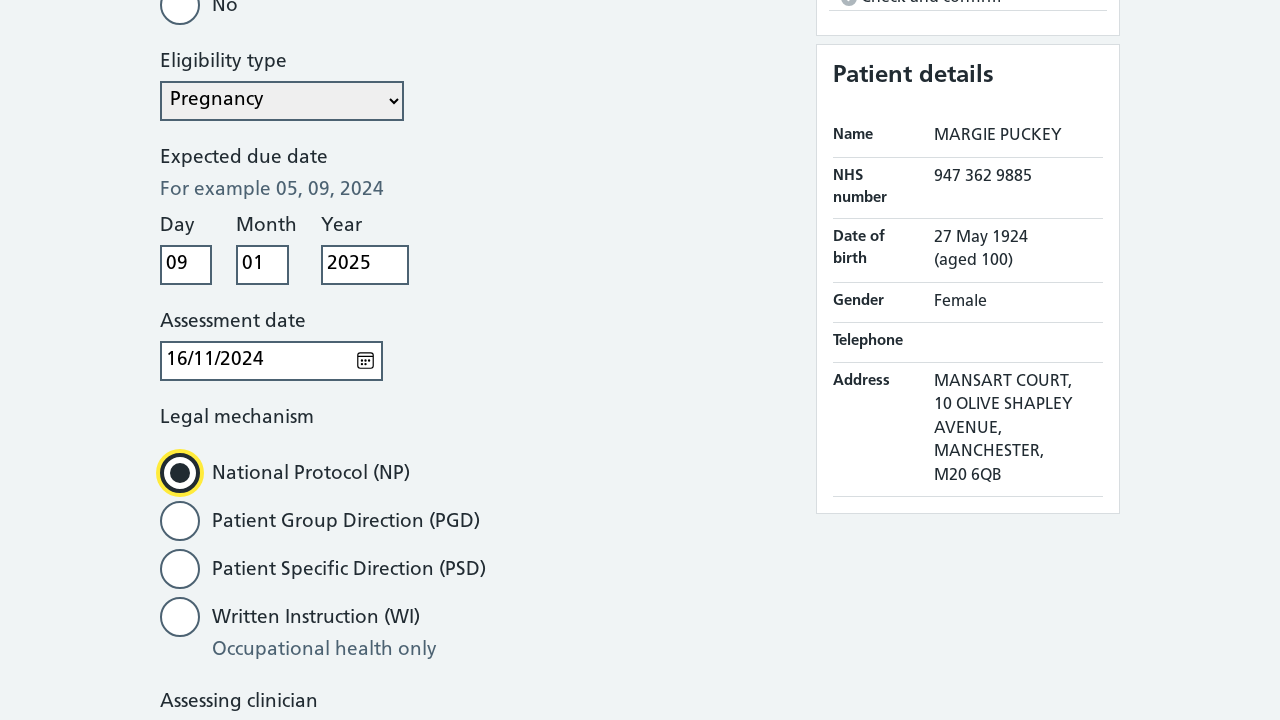 No
Eligibility type
Pregnancy
Expected due date
For example 05, 09, 2024
Day Month Year
09 01 2025
Assessment date
16/11/2024
Legal mechanism
National Protocol (NP)
Patient Group Direction (PGD)
Patient Specific Direction (PSD)
Written Instruction (WI)
Occupational health only
Assessing clinician
Check and confirm
Patient details
Name MARGIE PUCKEY
NHS number 947 362 9885
Date of birth 27 May 1924
(aged 100)
Gender Female
Telephone
Address MANSART COURT,
10 OLIVE SHAPLEY
AVENUE,
MANCHESTER,
M20 6QB